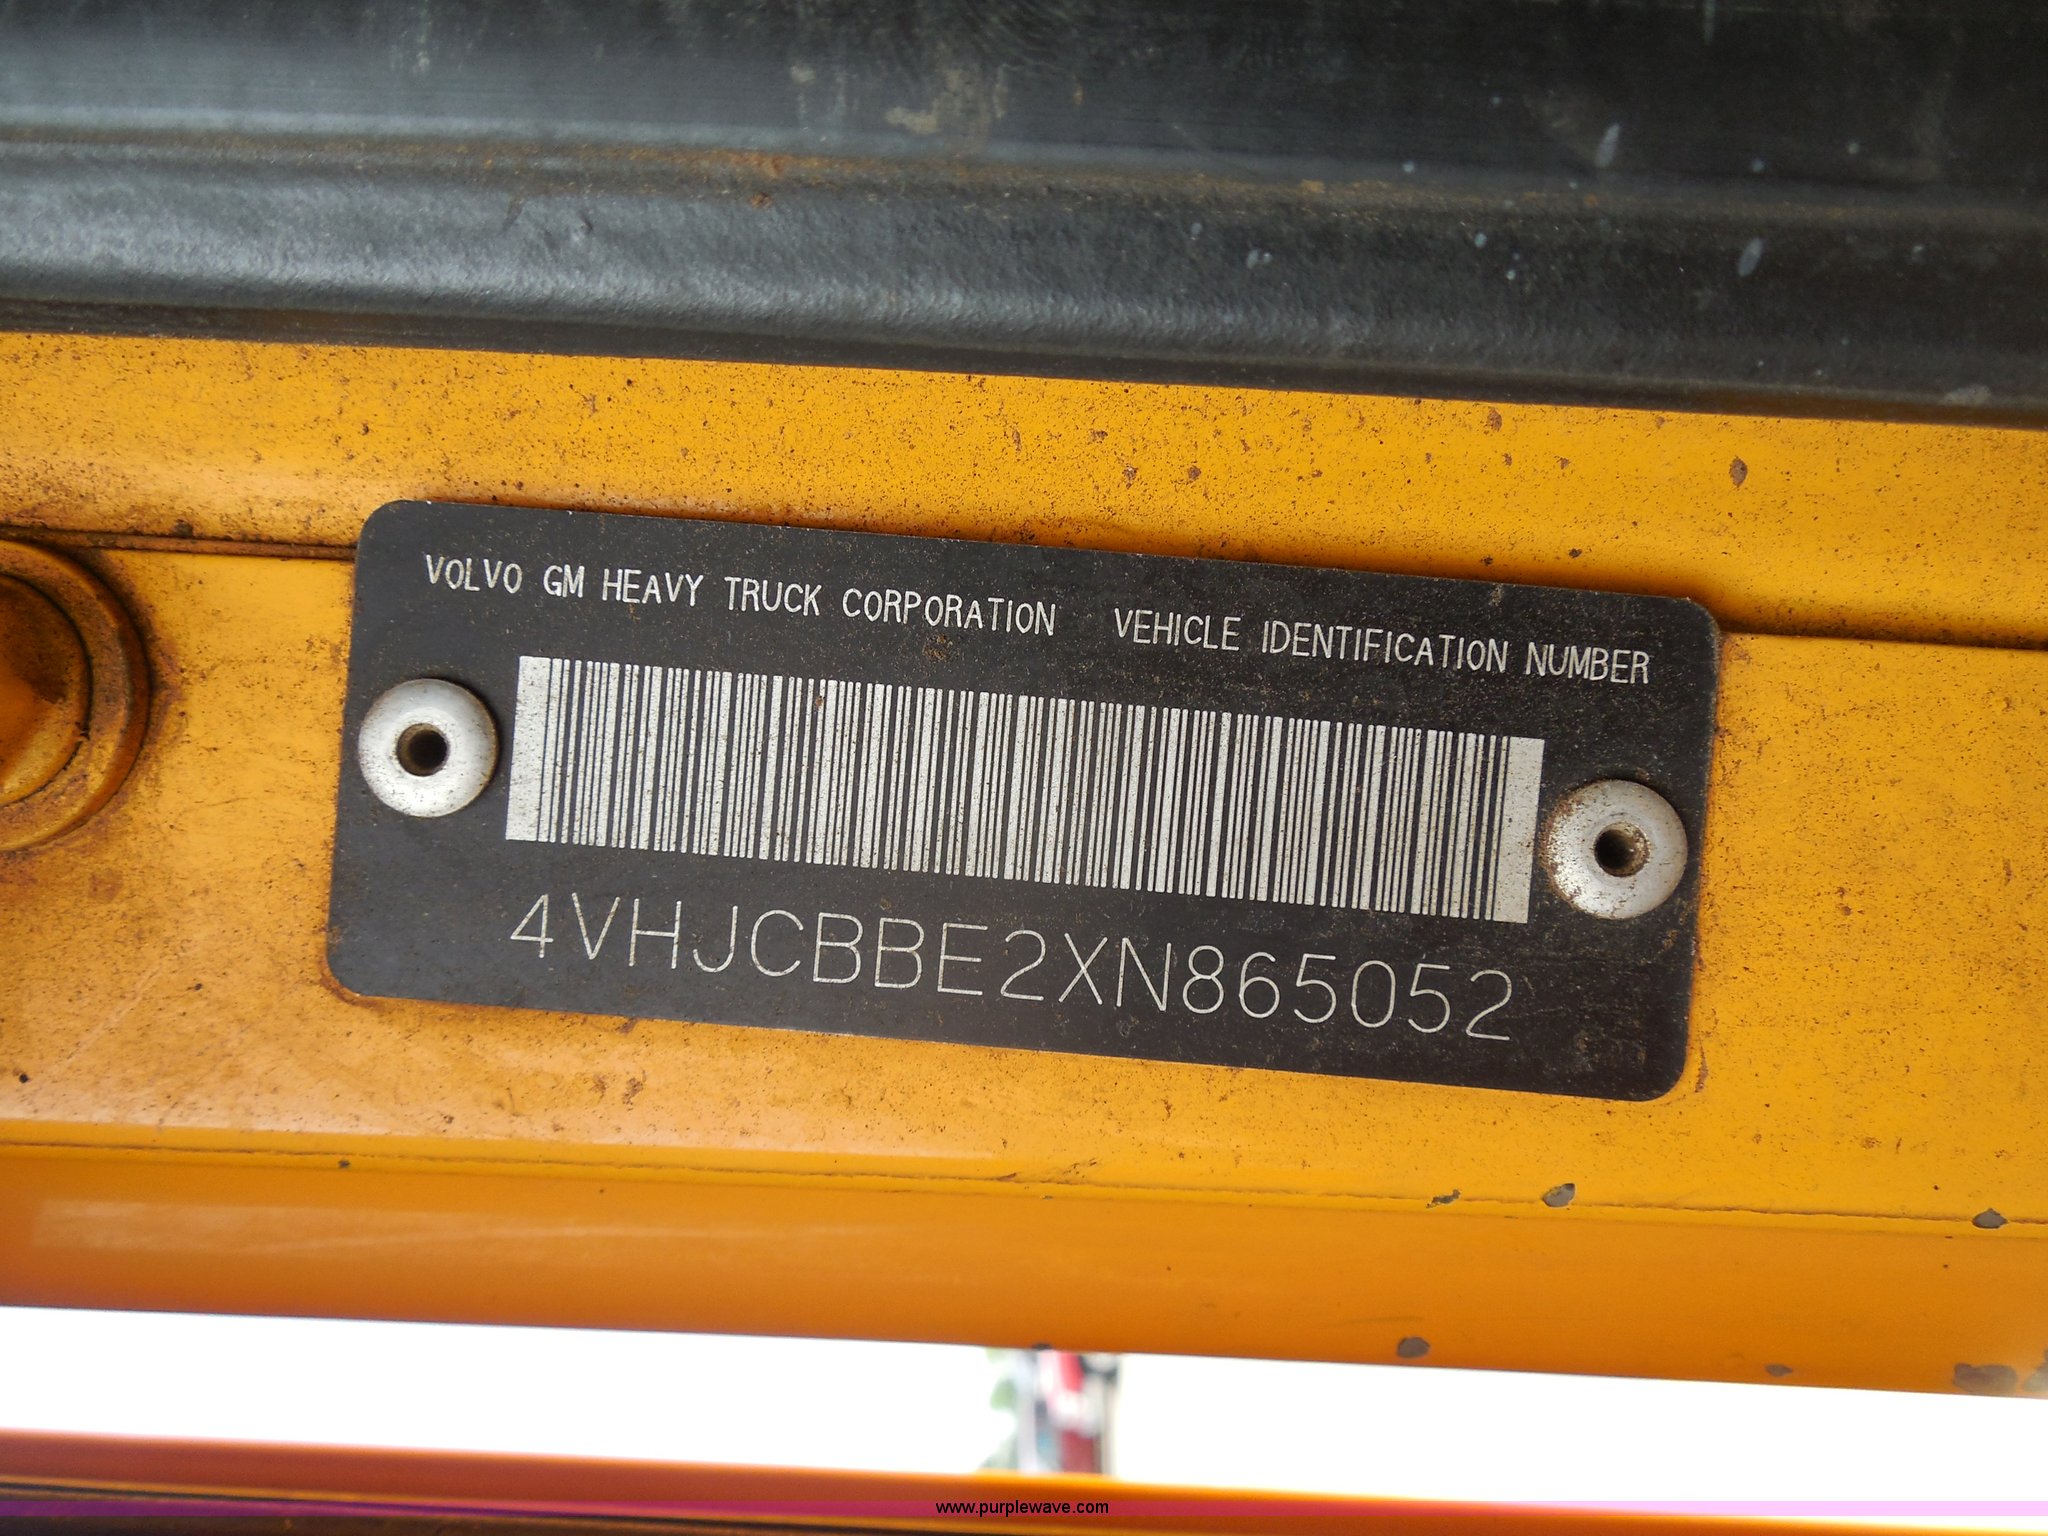 VOLVO GM HEAVY TRUCK CORPORATION VEHICLE IDENTIFICATION NUMBER
4VHJCBBE2XN865052
www.purplewave.com